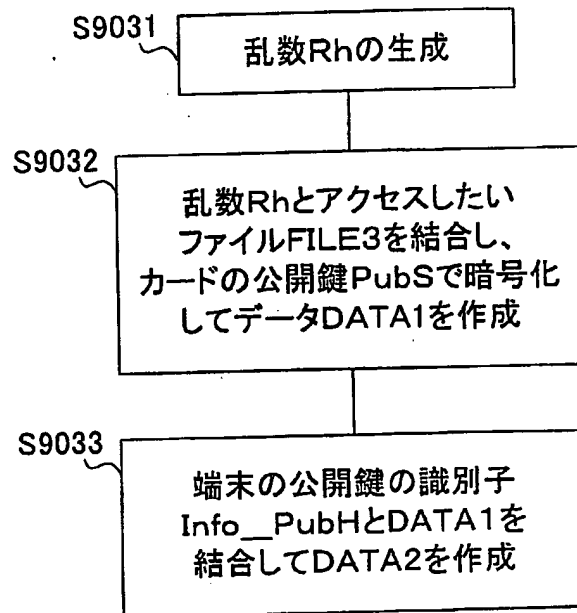 S9031
乱数Rhの生成
S9032
乱数Rhとアクセスしたい
ファイルFILE3を結合し、
カードの公開鍵PubSで暗号化
してデータDATA1を作成
S9033
端末の公開鍵の識別子
Info__PubHとDATA1を
結合してDATA2を作成